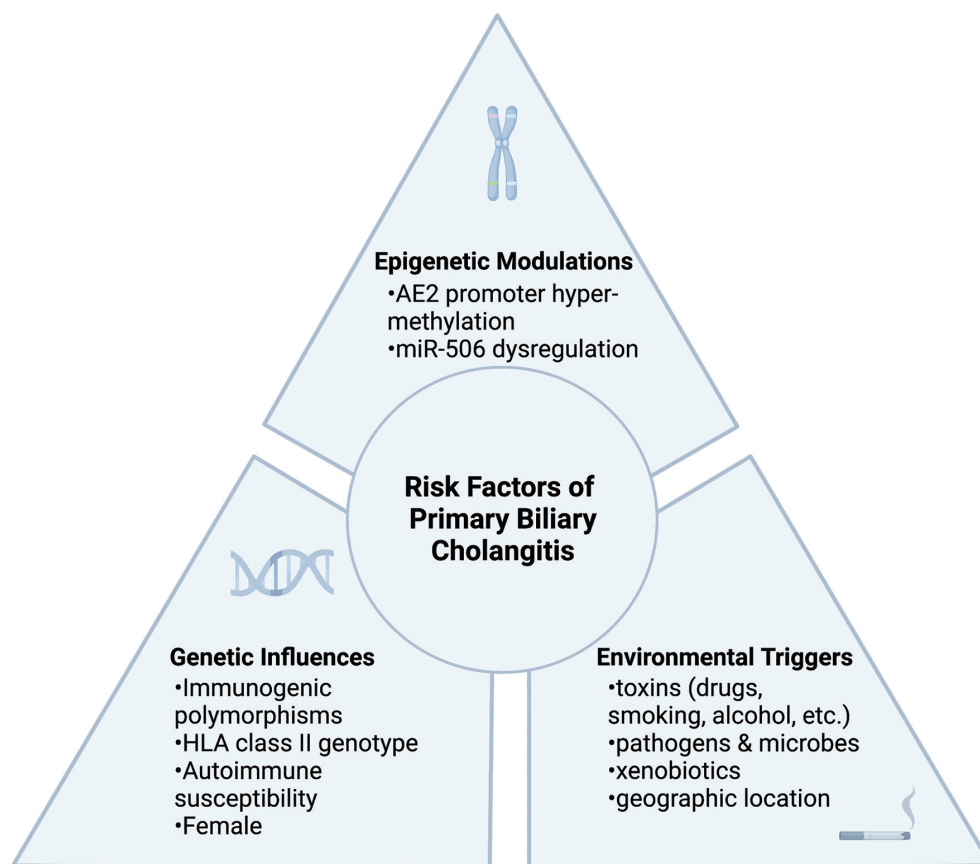 Epigenetic Modulations
•AE2 promoter hyper-
methylation
•miR-506 dysregulation
Risk Factors of
Primary Biliary
Cholangitis
Genetic Influences
•Immunogenic
polymorphisms
•HLA class II genotype
•Autoimmune
susceptibility
•Female
Environmental Triggers
•toxins (drugs,
smoking, alcohol, etc.)
•pathogens & microbes
•xenobiotics
•geographic location